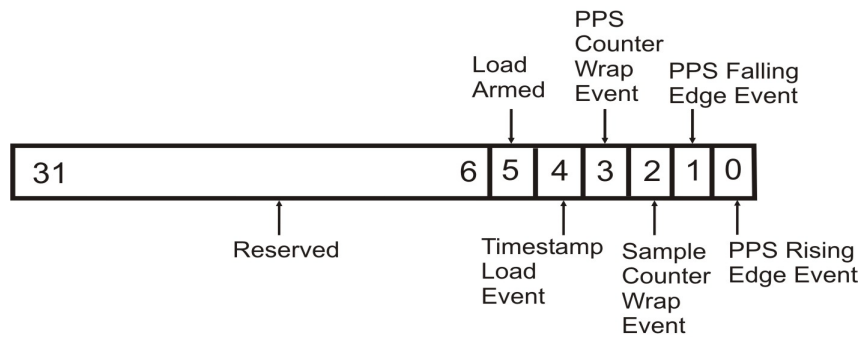 PPS
Counter
Wrap
Event
Load
Armed
PPS Falling
Edge Event
31 6 5 4 3 2 1 0
Reserved
Timestamp
Load
Event
Sample
Counter
Wrap
Event
PPS Rising
Edge Event